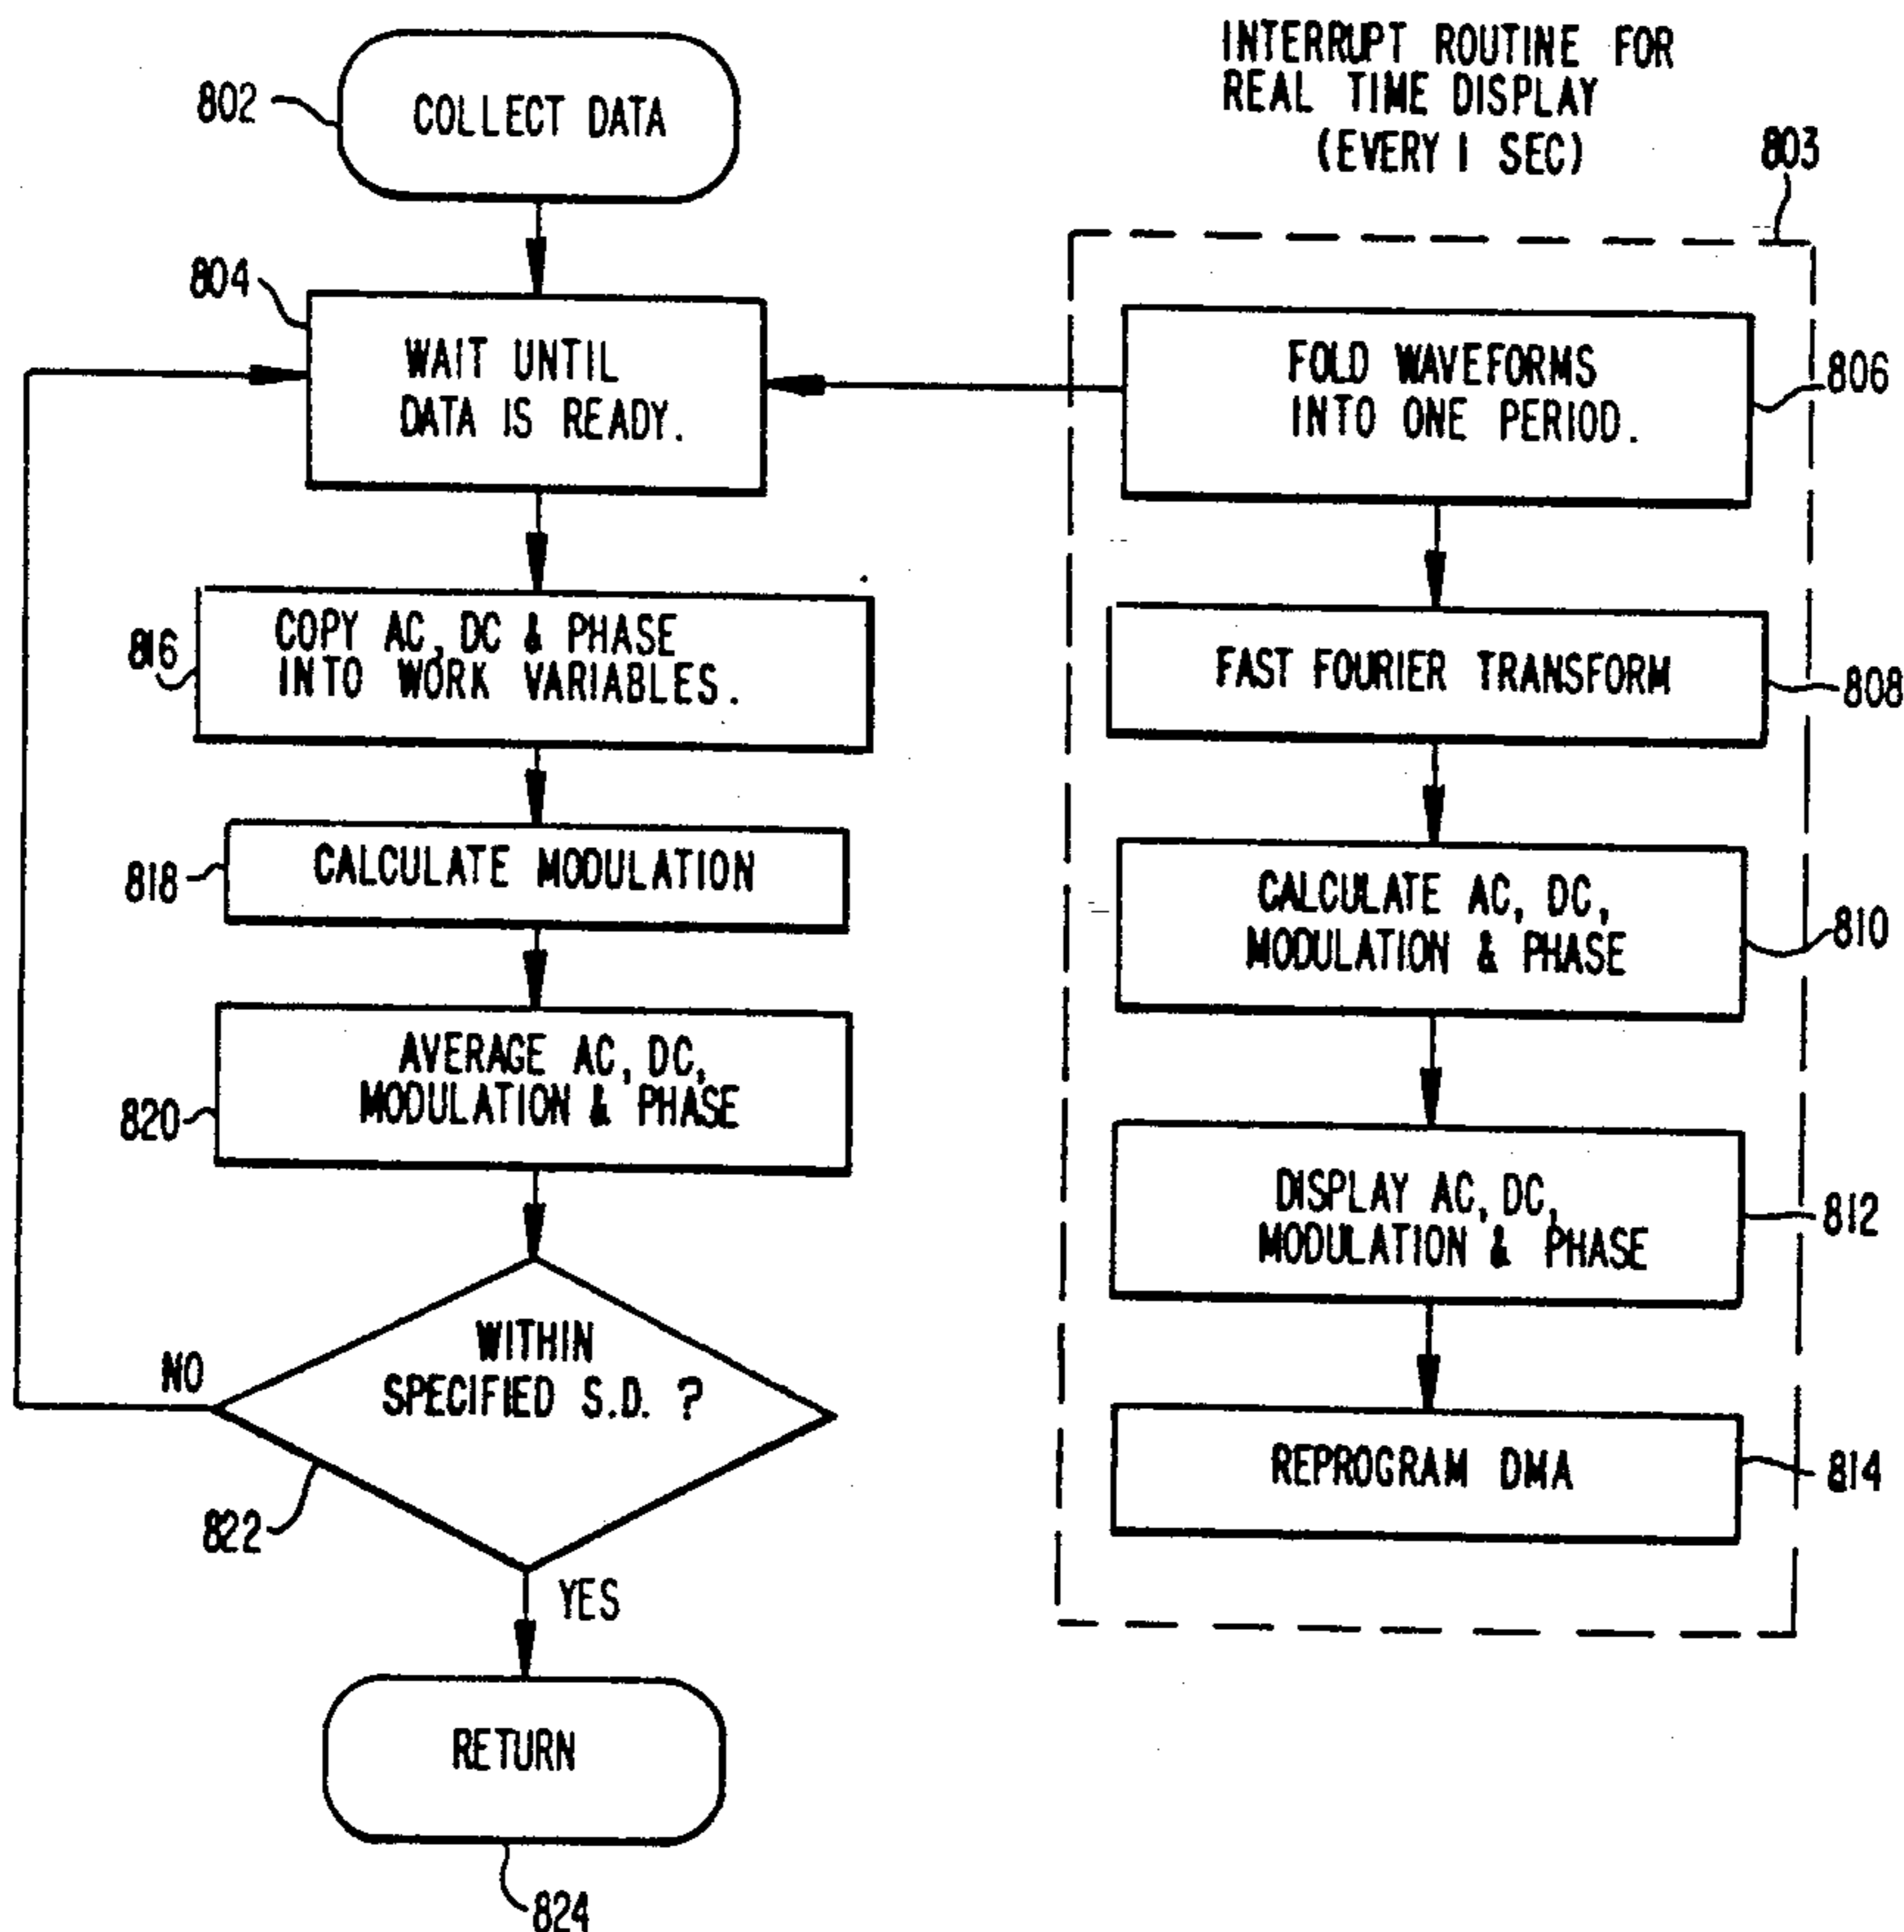 802
COLLECT DATA
804
WAIT UNTIL
DATA IS READY.
816
COPY AC, DC & PHASE
INTO WORK VARIABLES.
818
CALCULATE MODULATION
820
AVERAGE AC, DC,
MODULATION & PHASE
WITHIN
SPECIFIED S.D. ?
NO
822
YES
RETURN
824
INTERRUPT ROUTINE FOR
REAL TIME DISPLAY
(EVERY 1 SEC)
803
FOLD WAVEFORMS
INTO ONE PERIOD.
806
FAST FOURIER TRANSFORM
808
CALCULATE AC, DC,
MODULATION & PHASE
810
DISPLAY AC, DC,
MODULATION & PHASE
812
REPROGRAM DMA
814